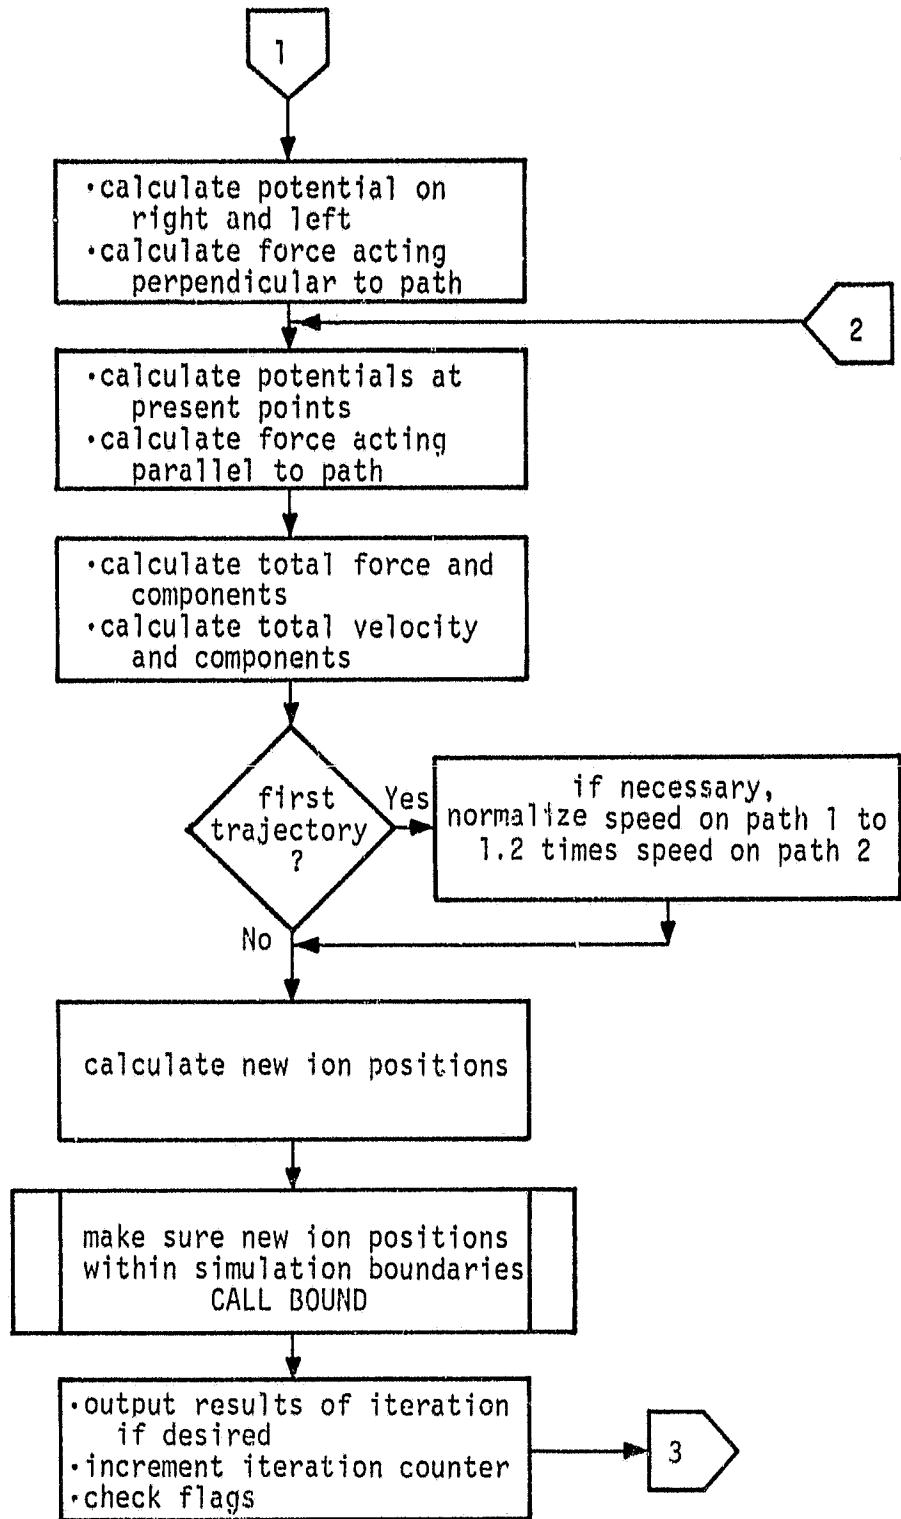 1
·calculate potential on
right and left
·calculate force acting
perpendicular to path
2
·calculate potentials at
present points
·calculate force acting
parallel to path
·calculate total force and
components
·calculate total velocity
and components
first
trajectory
?
Yes
if necessary,
normalize speed on path 1 to
1.2 times speed on path 2
No
calculate new ion positions
make sure new ion positions
within simulation boundaries
CALL BOUND
·output results of iteration
if desired
·increment iteration counter
·check flags
3